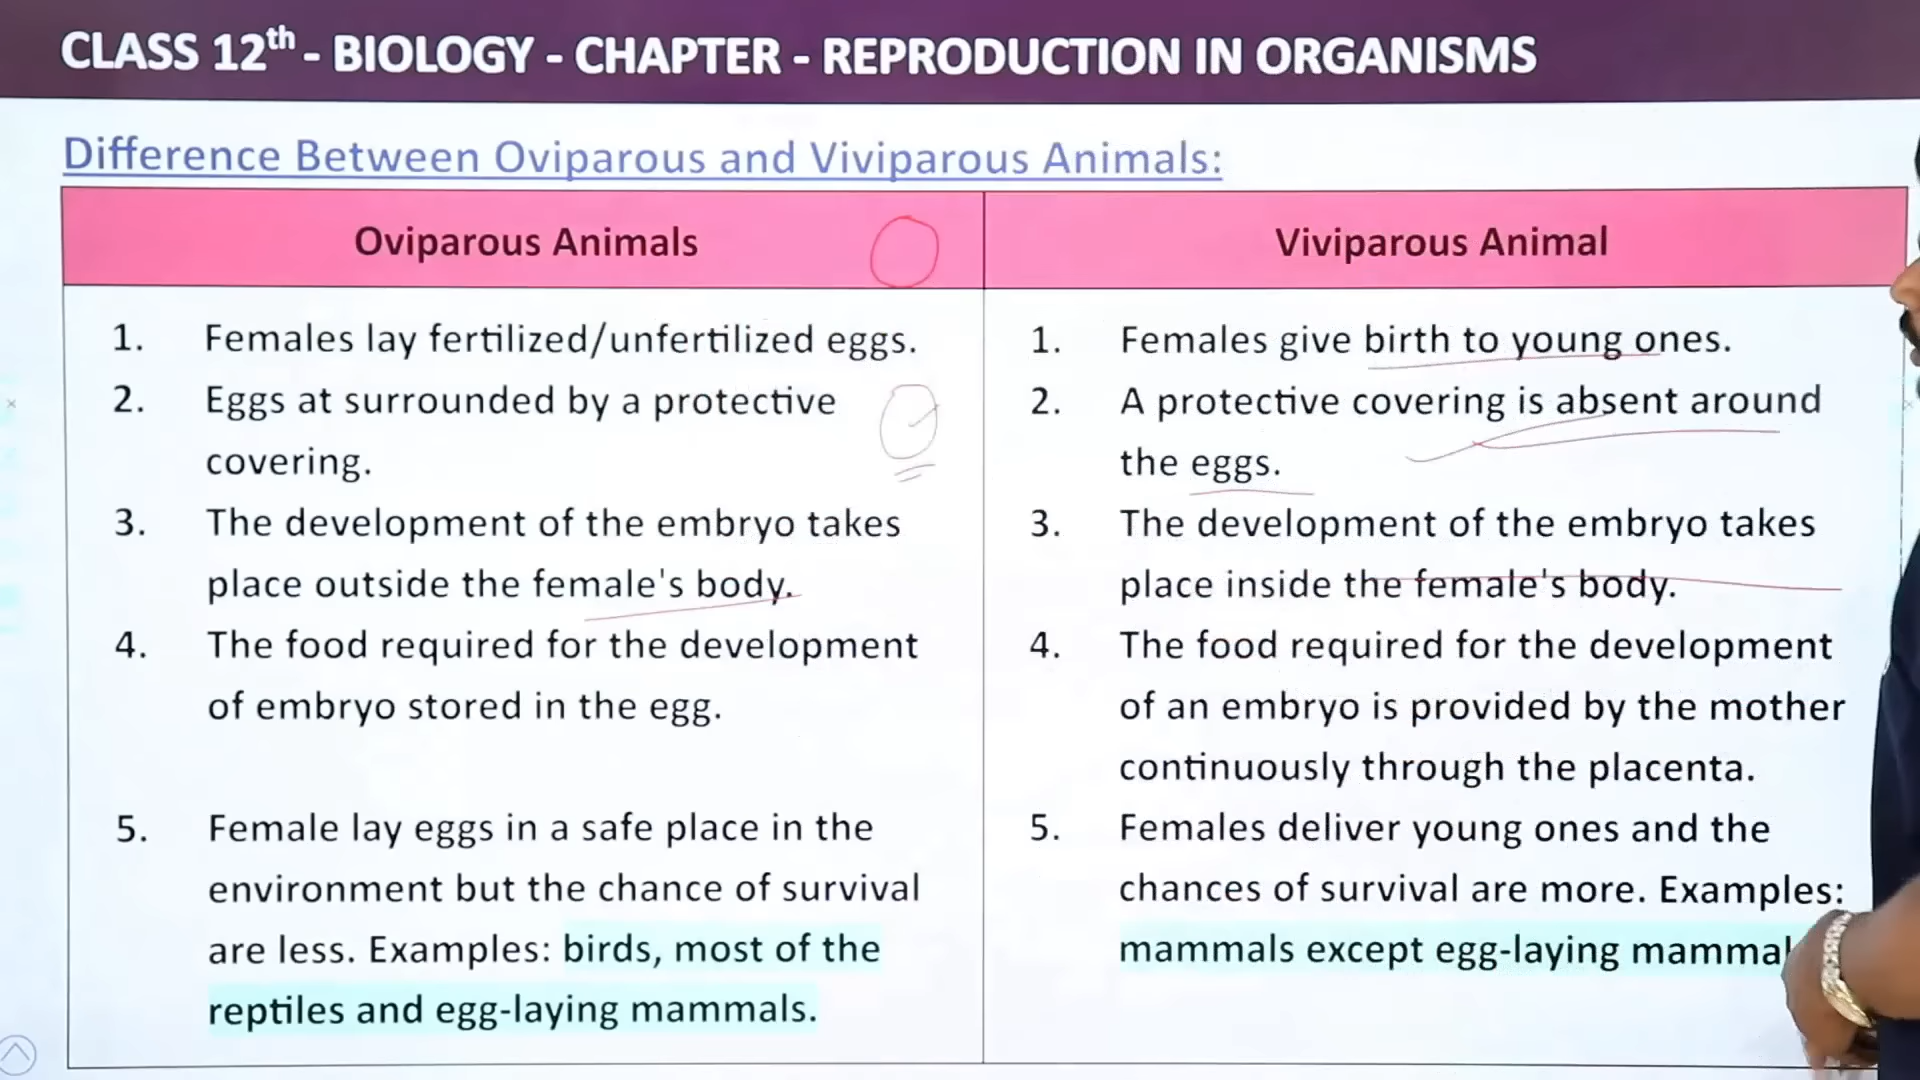 CLASS 12th - BIOLOGY - CHAPTER - REPRODUCTION IN ORGANISMS
Difference Between Oviparous and Viviparous Animals:
Oviparous Animals
1. Females lay fertilized/unfertilized eggs.
2. Eggs at surrounded by a protective
covering.
3. The development of the embryo takes
place outside the female's body.
4. The food required for the development
of embryo stored in the egg.
5. Female lay eggs in a safe place in the
environment but the chance of survival
are less. Examples: birds, most of the
reptiles and egg-laying mammals.
Viviparous Animal
1. Females give birth to young ones.
2. A protective covering is absent around
the eggs.
3. The development of the embryo takes
place inside the female's body.
4. The food required for the development
of an embryo is provided by the mother
continuously through the placenta.
5. Females deliver young ones and the
chances of survival are more. Examples:
mammals except egg-laying